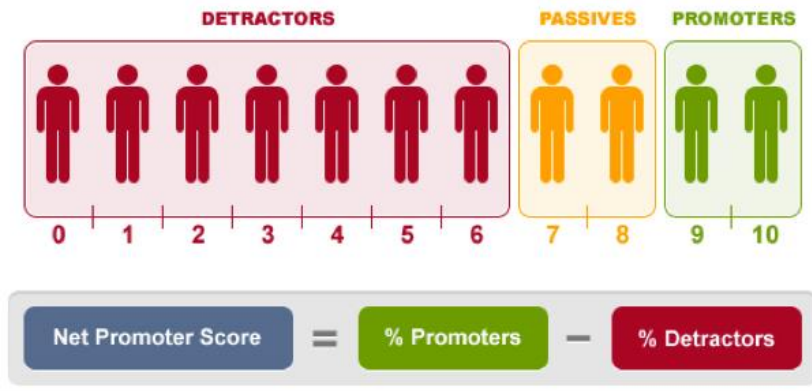 DETRACTORS PASSIVES PROMOTERS
0 1 2 3 4 5 6 7 8 9 10
Net Promoter Score = % Promoters − % Detractors